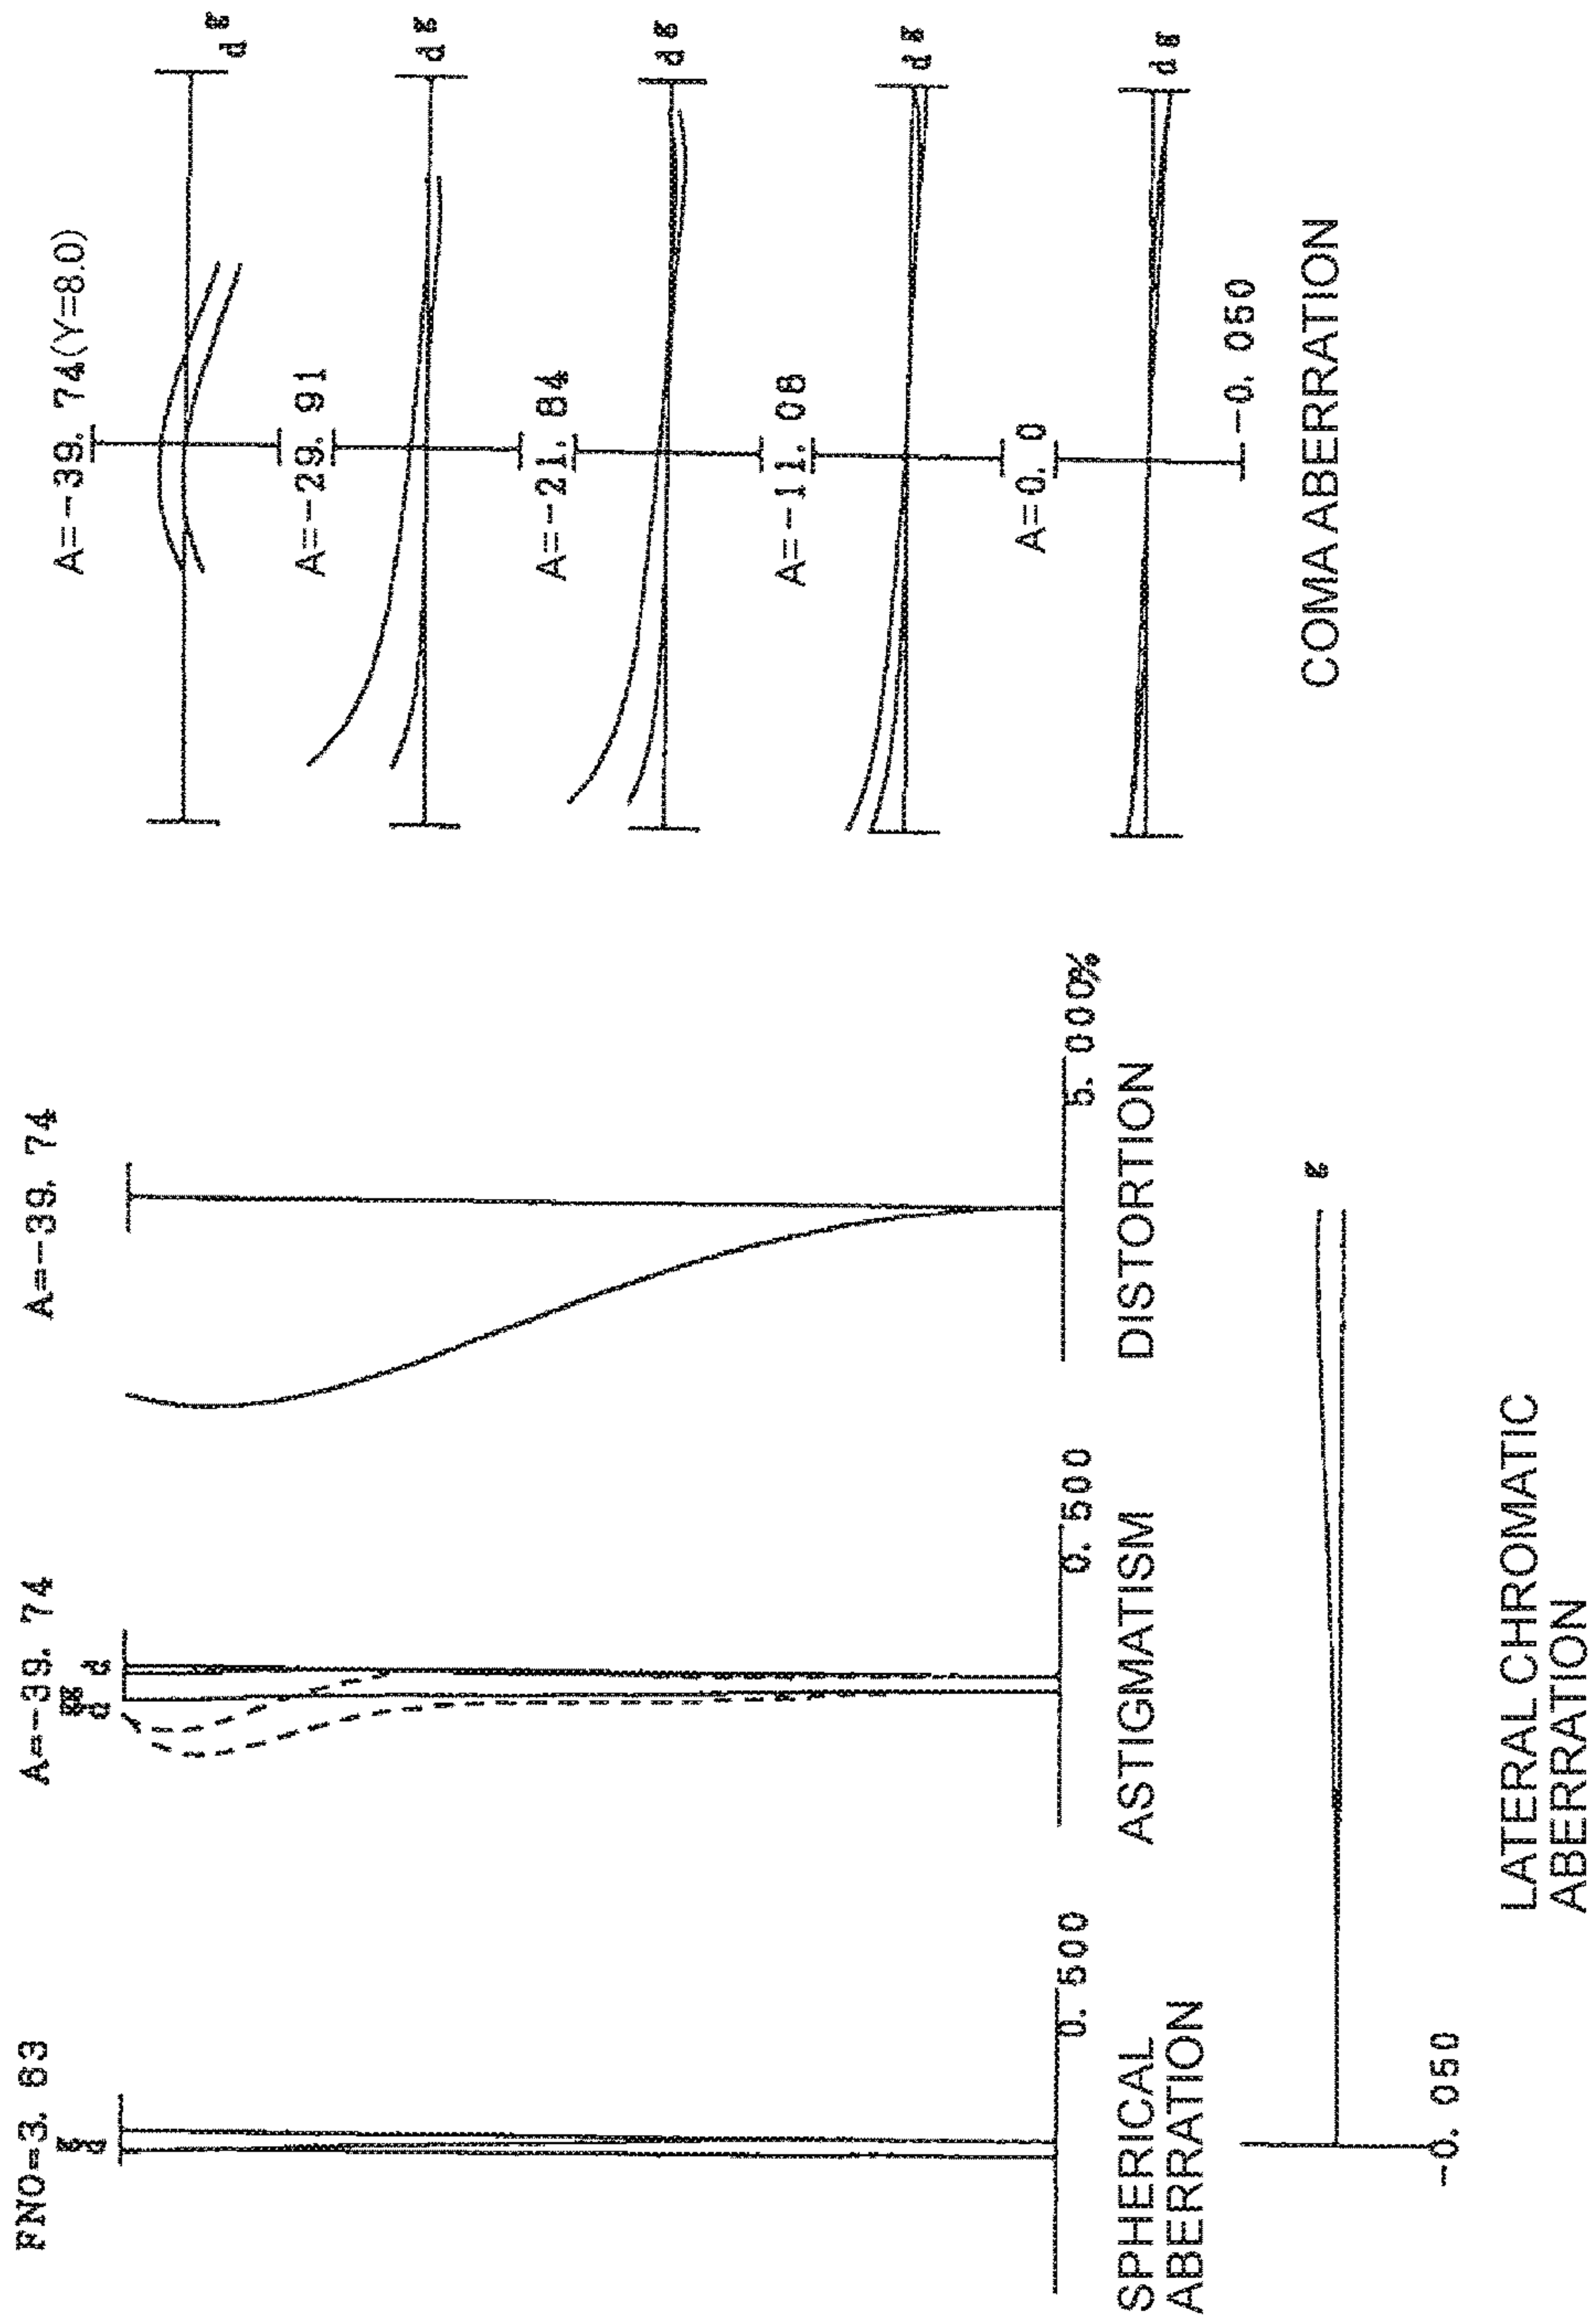 FNO=3. 63
g
d
0. 500
SPHERICAL
ABERRATION
A=-39. 74
g
d
d
0. 500
ASTIGMATISM
A=-39. 74
5. 000%
DISTORTION
g
-0. 050
LATERAL CHROMATIC
ABERRATION
A=-39. 74(Y=8.0)
g
d
A=-29. 91
g
d
A=-21. 84
g
d
A=-11. 08
g
d
A=0. 0
g
d
-0. 050
COMA ABERRATION